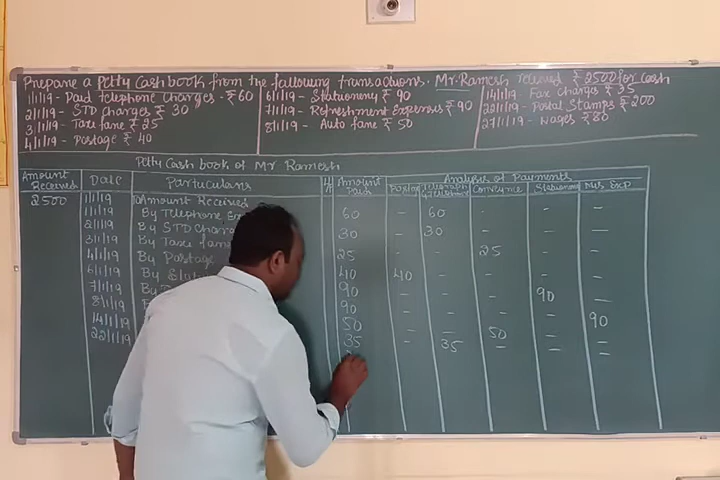 Prepare a Petty Cash book from the following transactions. Mr. Ramesh received ₹ 2500 for Cash
1/1/19 - Paid Telephone Charges - ₹ 60
2/1/19 - STD Charges ₹ 30
3/1/19 - Taxi fare ₹ 25
4/1/19 - Postage ₹ 40
6/1/19 - Stationery ₹ 90
7/1/19 - Refreshment Expenses ₹ 90
8/1/19 - Auto fare ₹ 50
14/1/19 - Fax Charges ₹ 35
22/1/19 - Postal Stamps ₹ 200
27/1/19 - Wages ₹ 80
Petty Cash book of Mr Ramesh
Amount Received Date Particulars Amount Paid Analysis of Payments
Postage Telegraph & Telephone Conveyance Stationery Mis. Exp
2500 1/1/19 Amount Received
1/1/19 By Telephone 60 - 60 - - -
2/1/19 By STD 30 - 30 - - -
3/1/19 By Taxi fare 25 - - 25 - -
4/1/19 By Postage 40 40 - - - -
6/1/19 By 90 - - - 90 -
7/1/19 By 90 - - - - 90
8/1/19 50 - - 50 - -
14/1/19 35 - 35 - - -
22/1/19